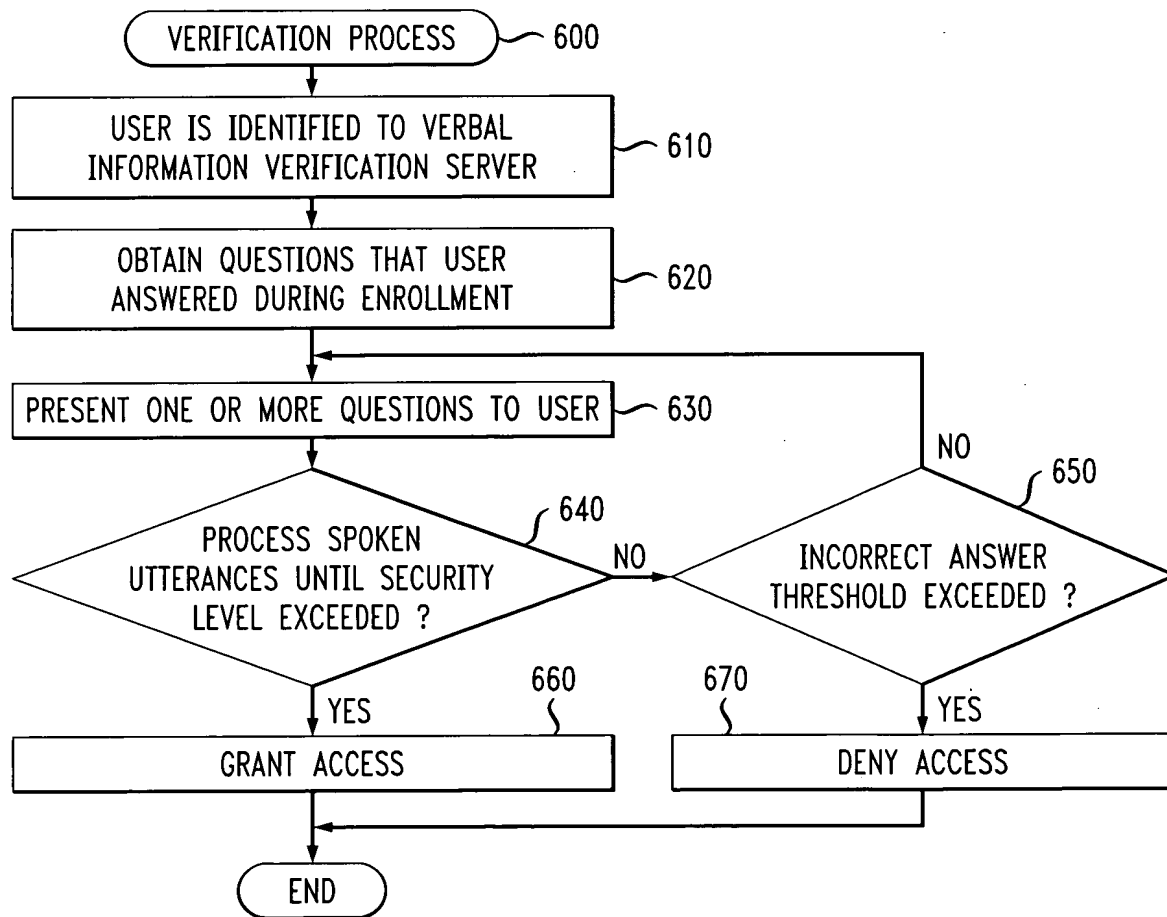 VERIFICATION PROCESS
600
USER IS IDENTIFIED TO VERBAL
INFORMATION VERIFICATION SERVER
610
OBTAIN QUESTIONS THAT USER
ANSWERED DURING ENROLLMENT
620
PRESENT ONE OR MORE QUESTIONS TO USER
630
PROCESS SPOKEN
UTTERANCES UNTIL SECURITY
LEVEL EXCEEDED ?
640
NO
INCORRECT ANSWER
THRESHOLD EXCEEDED ?
650
NO
YES
660
GRANT ACCESS
YES
670
DENY ACCESS
END